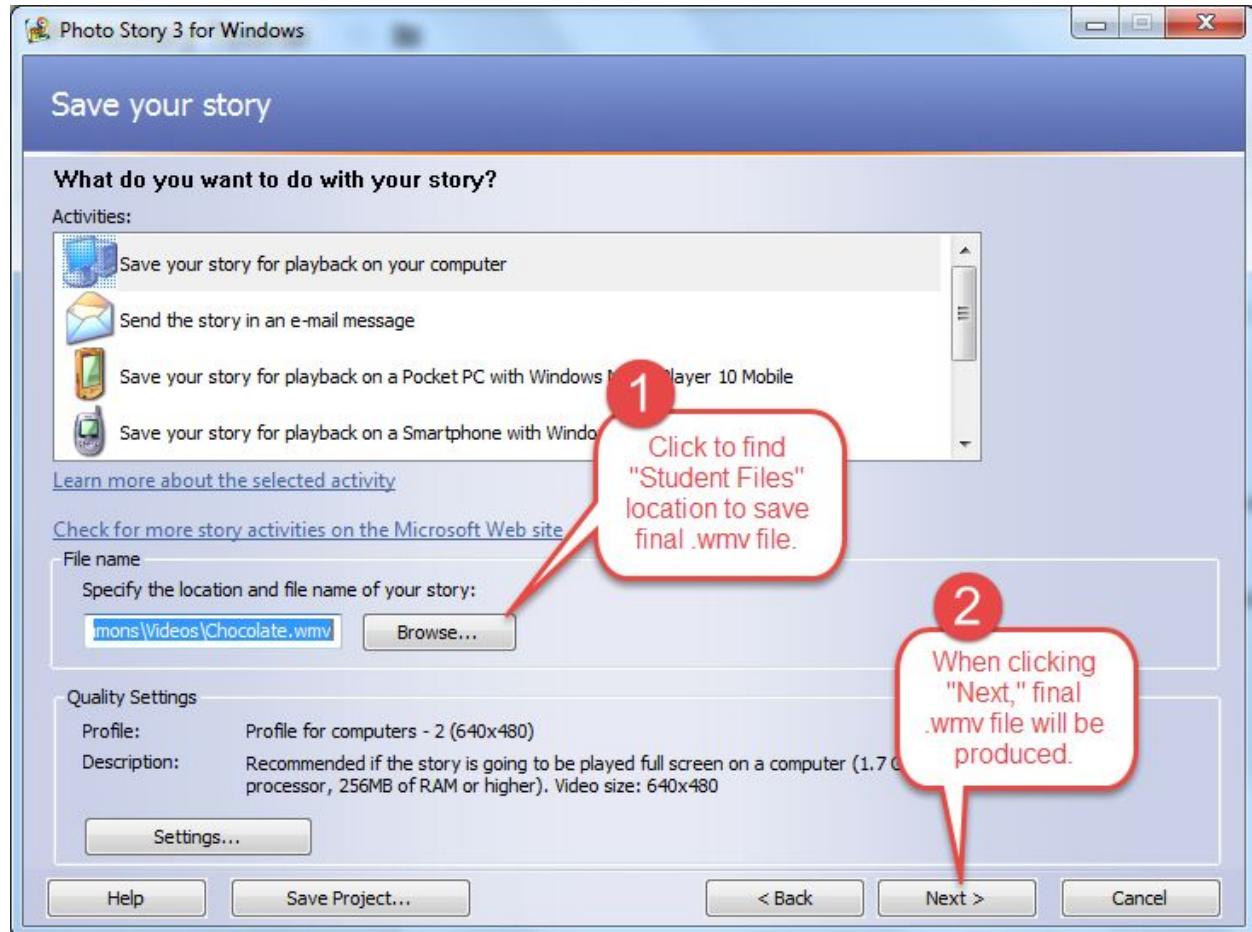 Photo Story 3 for Windows
Save your story
What do you want to do with your story?
Activities:
Save your story for playback on your computer
Send the story in an e-mail message
Save your story for playback on a Pocket PC with Windows Player 10 Mobile
Save your story for playback on a Smartphone with
1
Click to find
"Student Files"
location to save
final .wmv file.
Learn more about the selected activity
Check for more story activities on the Microsoft Web site
File name
Specify the location and file name of your story:
mons\Videos\Chocolate.wmv
Browse...
2
When clicking
"Next," final
.wmv file will be
produced.
Quality Settings
Profile: Profile for computers - 2 (640x480)
Description: Recommended if the story is going to be played full screen on a computer (1.7
processor, 256MB of RAM or higher). Video size: 640x480
Settings...
Help
Save Project...
< Back
Next >
Cancel